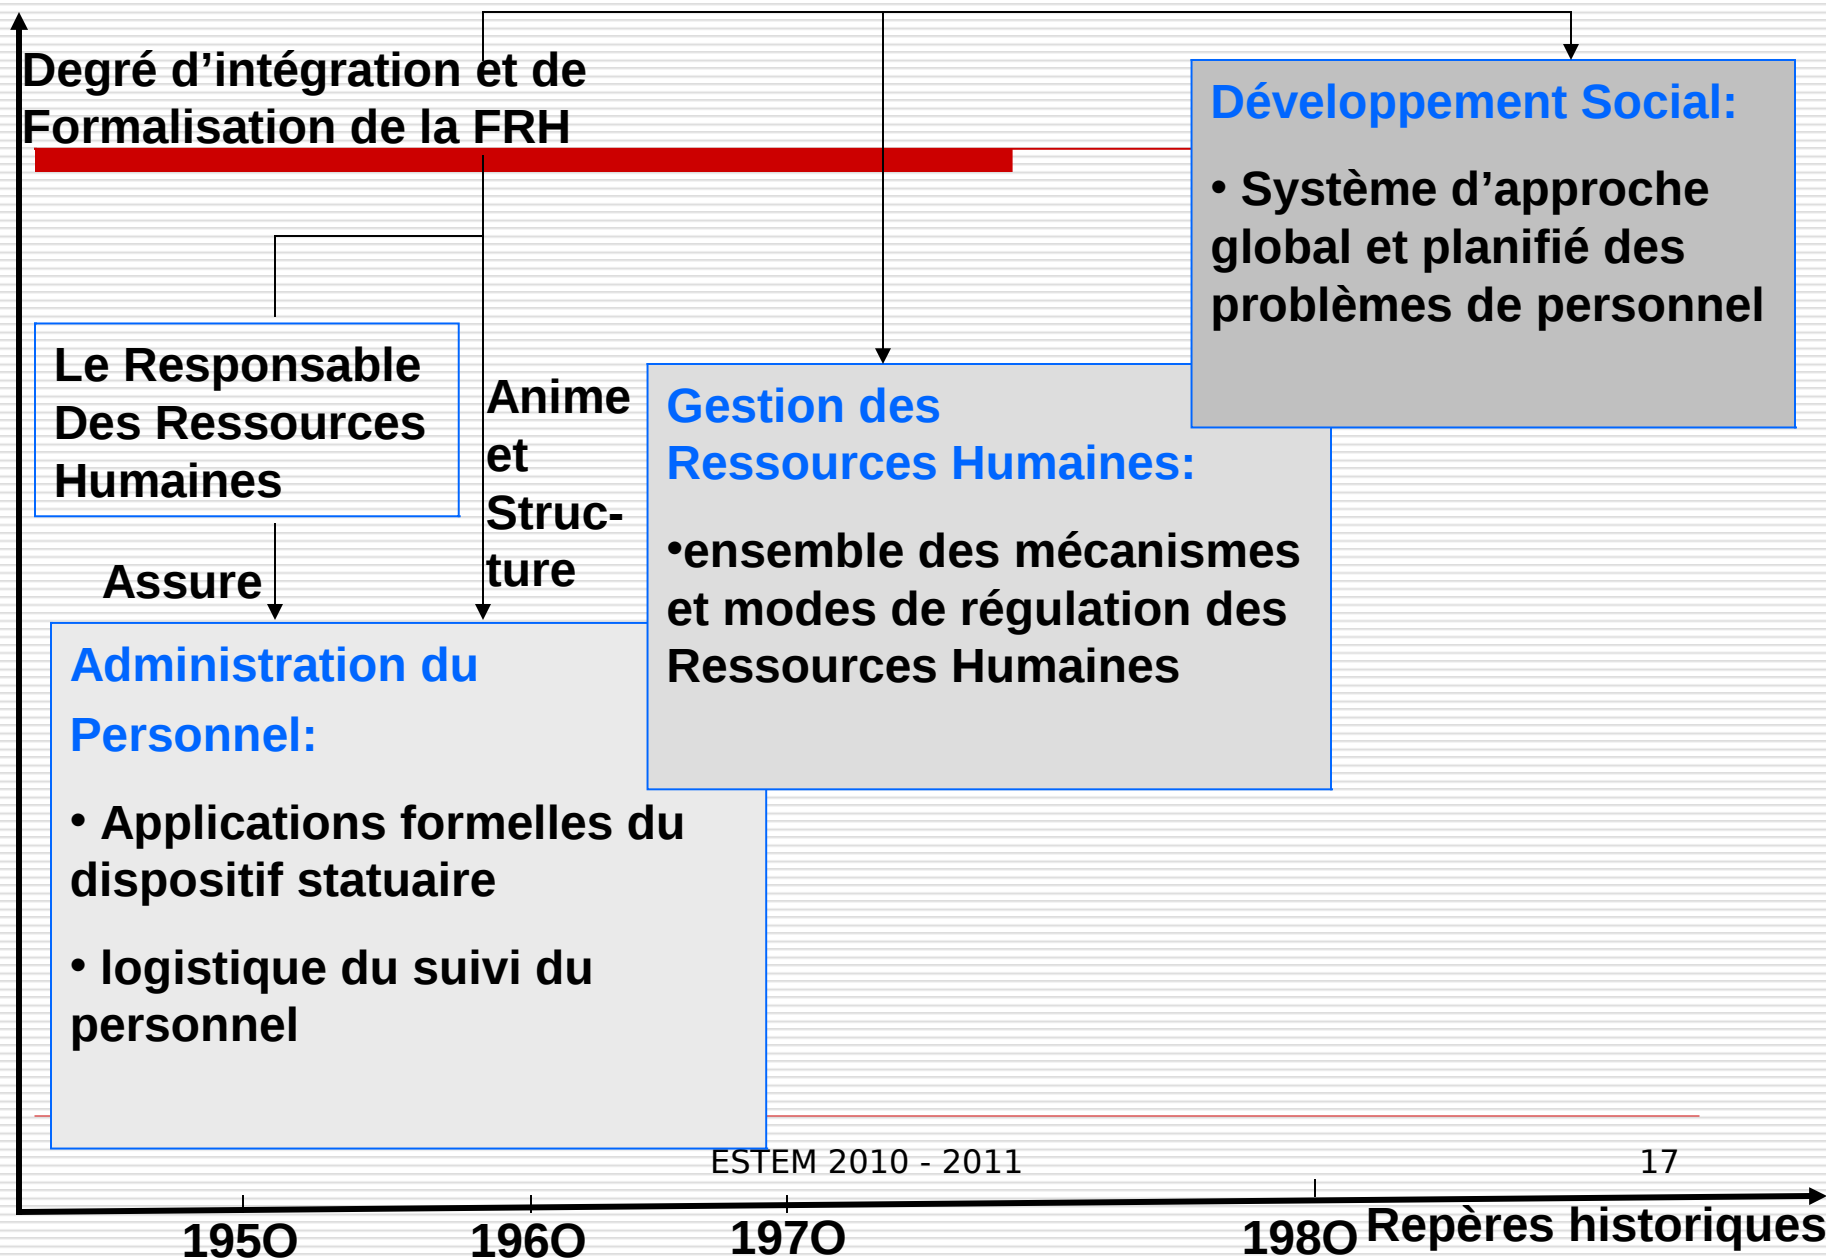 Degré d’intégration et de
Formalisation de la FRH
Développement Social:
• Système d’approche
global et planifié des
problèmes de personnel
Le Responsable
Des Ressources
Humaines
Anime
et
Struc-
ture
Assure
Gestion des
Ressources Humaines:
•ensemble des mécanismes
et modes de régulation des
Ressources Humaines
Administration du
Personnel:
• Applications formelles du
dispositif statuaire
• logistique du suivi du
personnel
ESTEM 2010 - 2011
17
195O
196O
197O
198O
Repères historiques